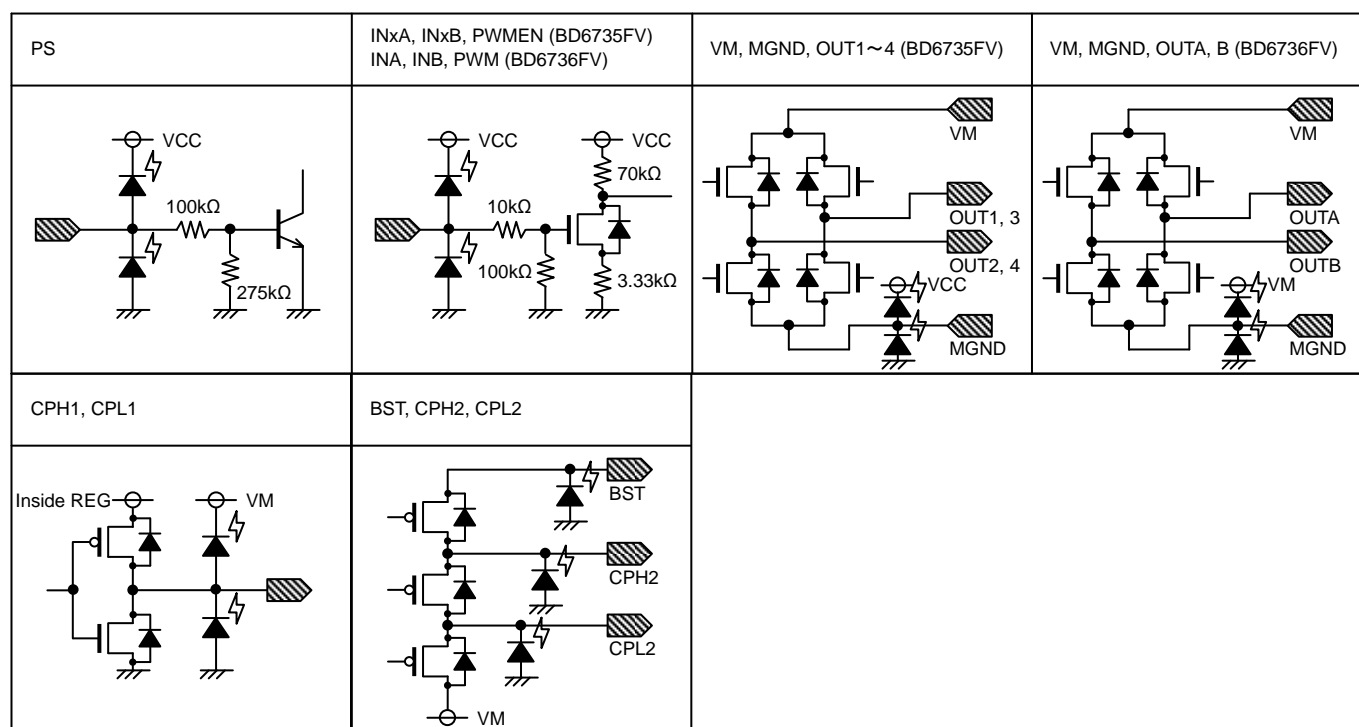 PS
INxA, INxB, PWMEN (BD6735FV)
INA, INB, PWM (BD6736FV)
VM, MGND, OUT1~4 (BD6735FV)
VM, MGND, OUTA, B (BD6736FV)
VCC
100kΩ
275kΩ
VCC
70kΩ
10kΩ
100kΩ
3.33kΩ
VM
OUT1, 3
OUT2, 4
VCC
MGND
VM
OUTA
OUTB
VM
MGND
CPH1, CPL1
BST, CPH2, CPL2
Inside REG
VM
BST
CPH2
CPL2
VM